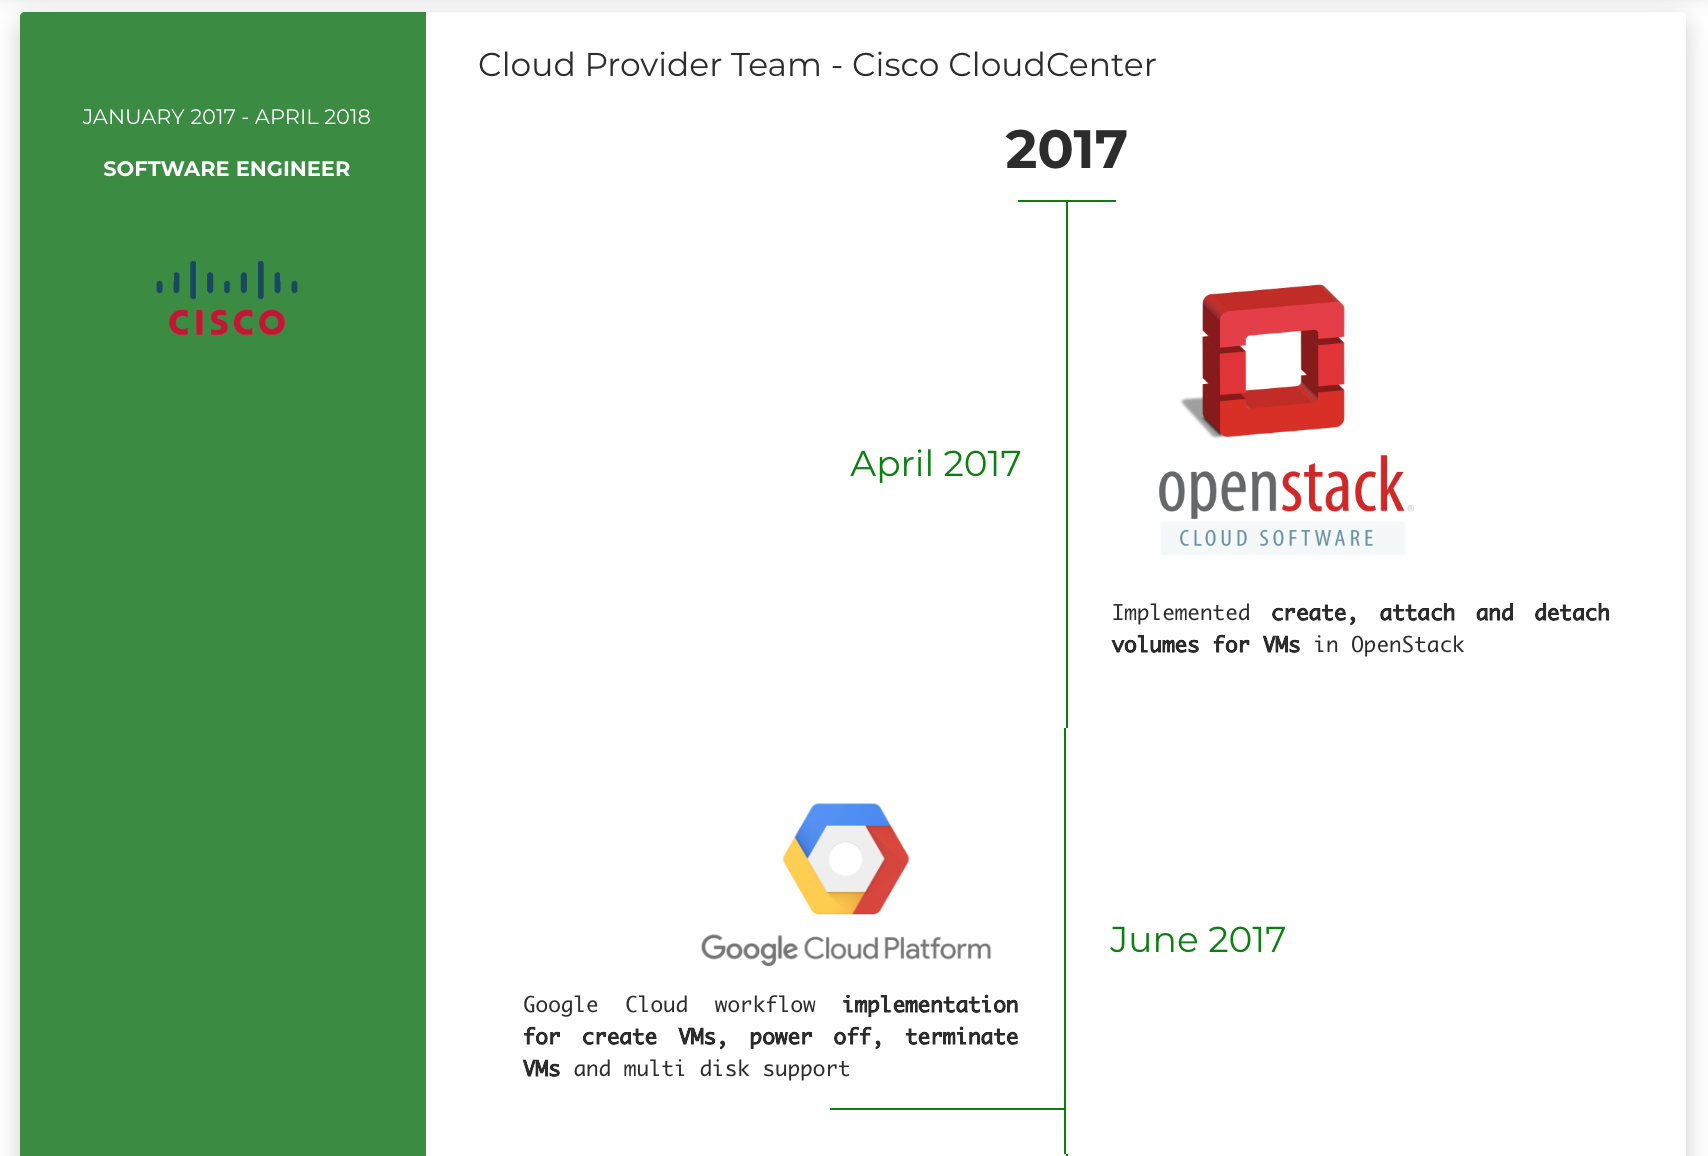 JANUARY 2017 - APRIL 2018
SOFTWARE ENGINEER
CISCO
Cloud Provider Team - Cisco CloudCenter
2017
April 2017
openstack
CLOUD SOFTWARE
Implemented create, attach and detach
volumes for VMs in OpenStack
Google Cloud Platform
June 2017
Google Cloud workflow implementation
for create VMs, power off, terminate
VMs and multi disk support